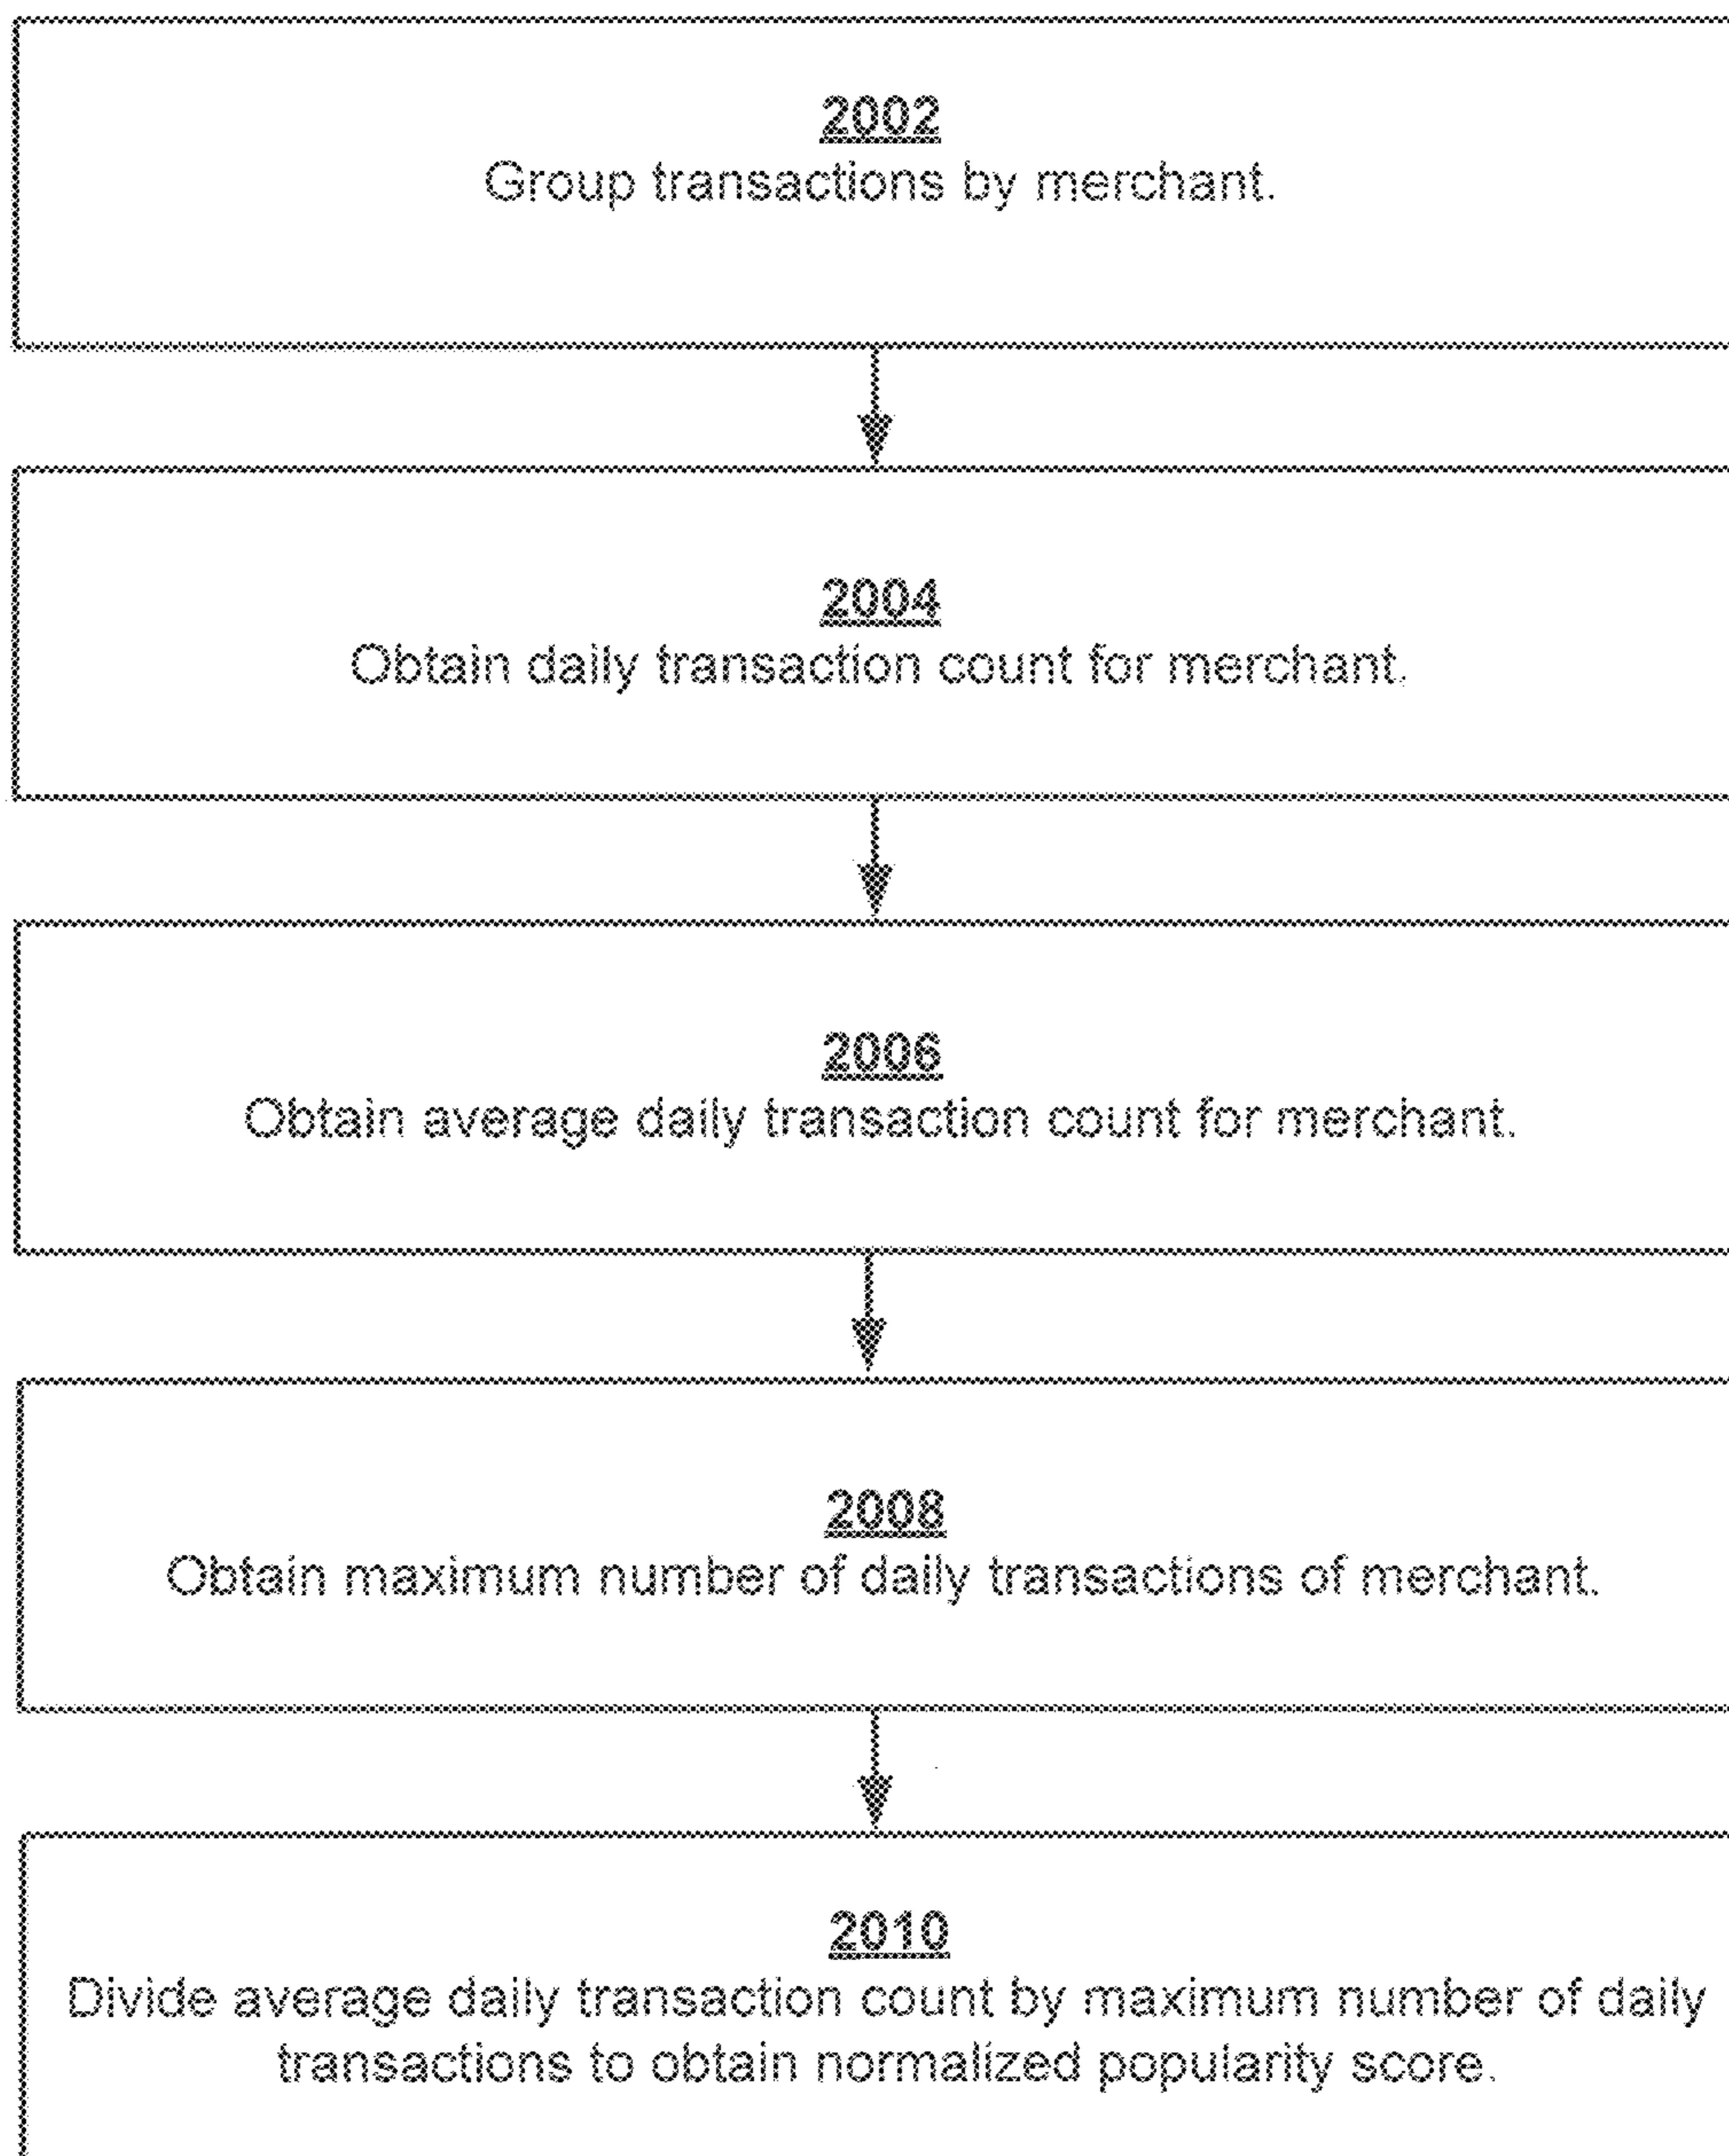 2002
Group transactions by merchant.
2004
Obtain daily transaction count for merchant.
2006
Obtain average daily transaction count for merchant.
2008
Obtain maximum number of daily transactions of merchant.
2010
Divide average daily transaction count by maximum number of daily
transactions to obtain normalized popularity score.